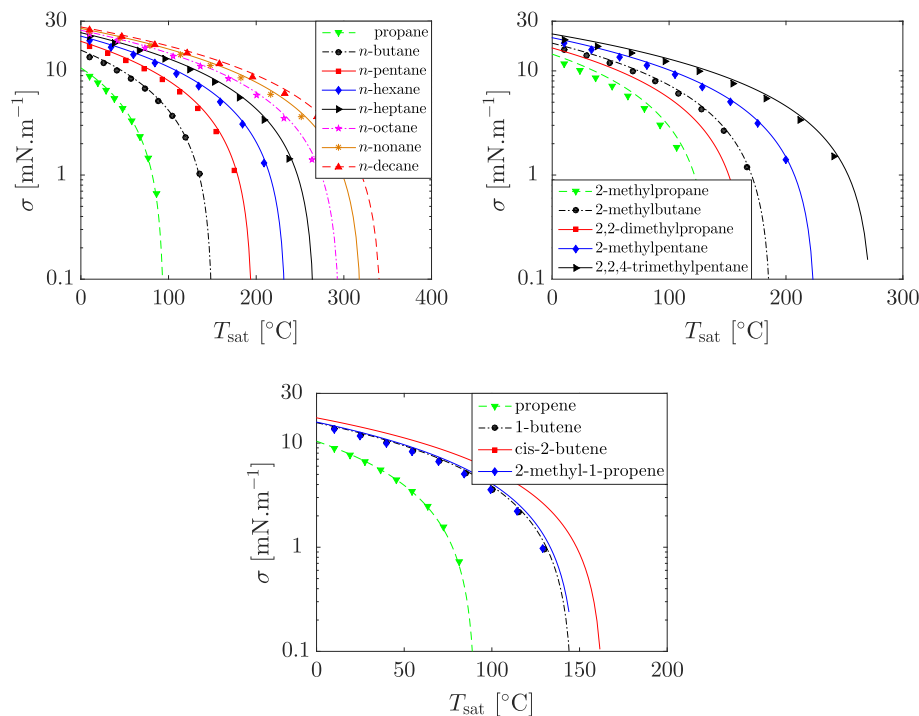 30
10
1
0.1
σ [mN.m⁻¹]
0 100 200 300 400
T_sat [°C]
propane
n-butane
n-pentane
n-hexane
n-heptane
n-octane
n-nonane
n-decane
30
10
1
0.1
σ [mN.m⁻¹]
0 100 200 300
T_sat [°C]
2-methylpropane
2-methylbutane
2,2-dimethylpropane
2-methylpentane
2,2,4-trimethylpentane
30
10
1
0.1
σ [mN.m⁻¹]
0 50 100 150 200
T_sat [°C]
propene
1-butene
cis-2-butene
2-methyl-1-propene